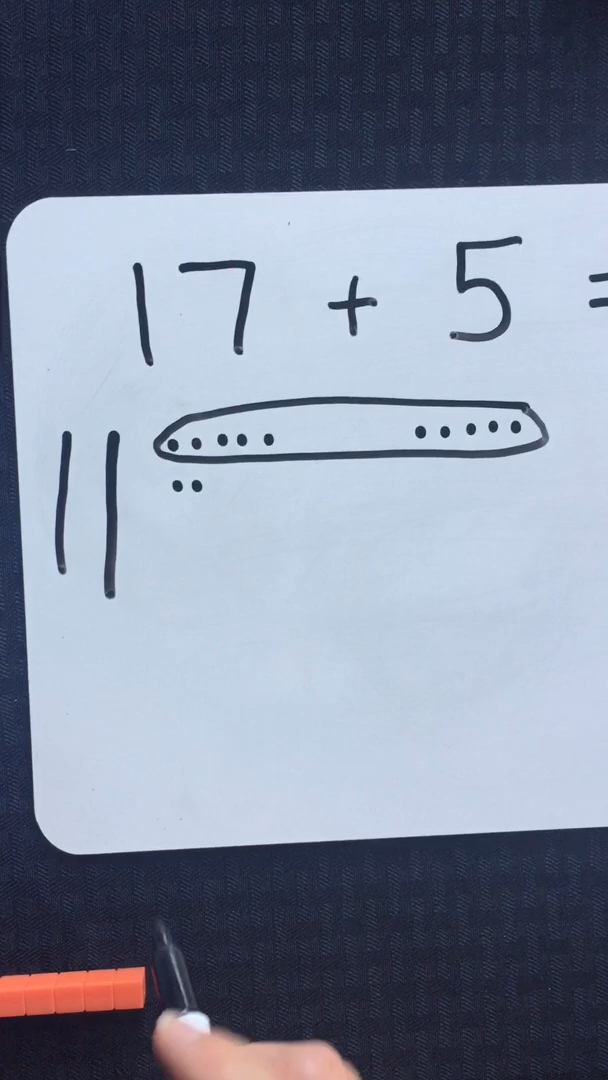 17 + 5 =